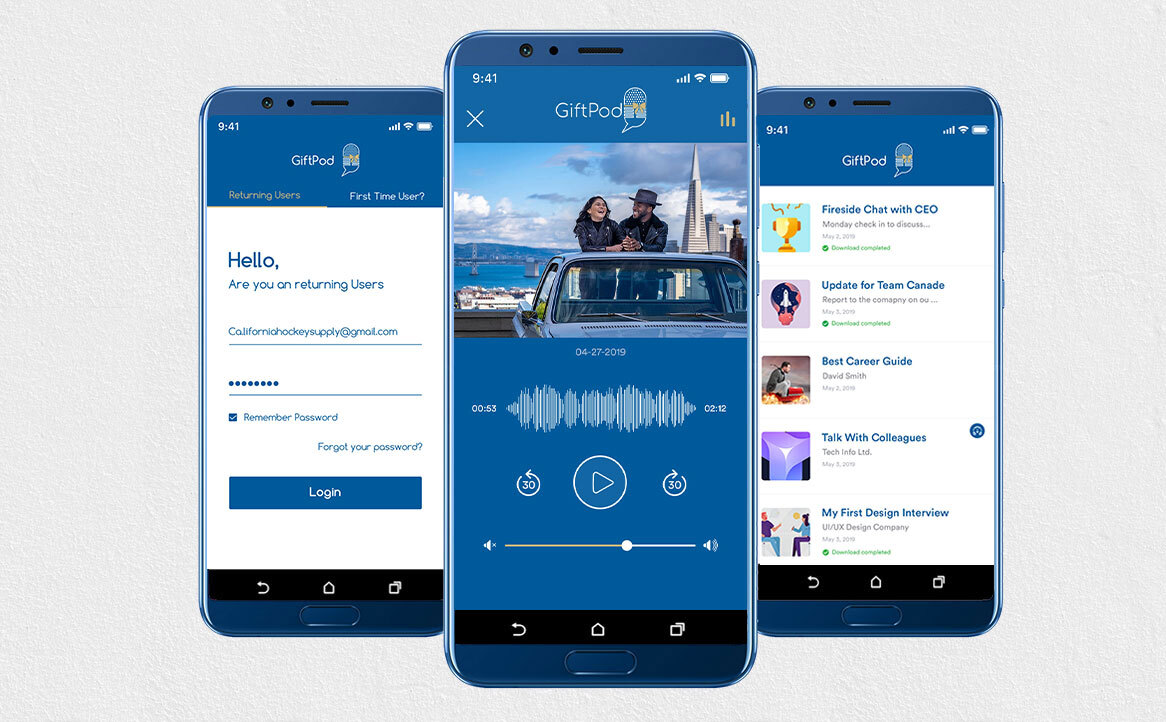 9:41
GiftPod
Returning Users
First Time User?
Hello,
Are you an returning Users
Ca.liforniahockeysupply@gmail.com
Remember Password
Forgot your password?
Login
9:41
GiftPod
04-27-2019
00:53
02:12
30
30
9:41
GiftPod
Fireside Chat with CEO
Monday check in to discuss...
May 2, 2019
Download completed
Update for Team Canade
Report to the comapny on ou ...
May 3, 2019
Download completed
Best Career Guide
David Smith
May 2, 2019
Talk With Colleagues
Tech Info Ltd.
May 3, 2019
My First Design Interview
UI/UX Design Company
May 3, 2019
Download completed